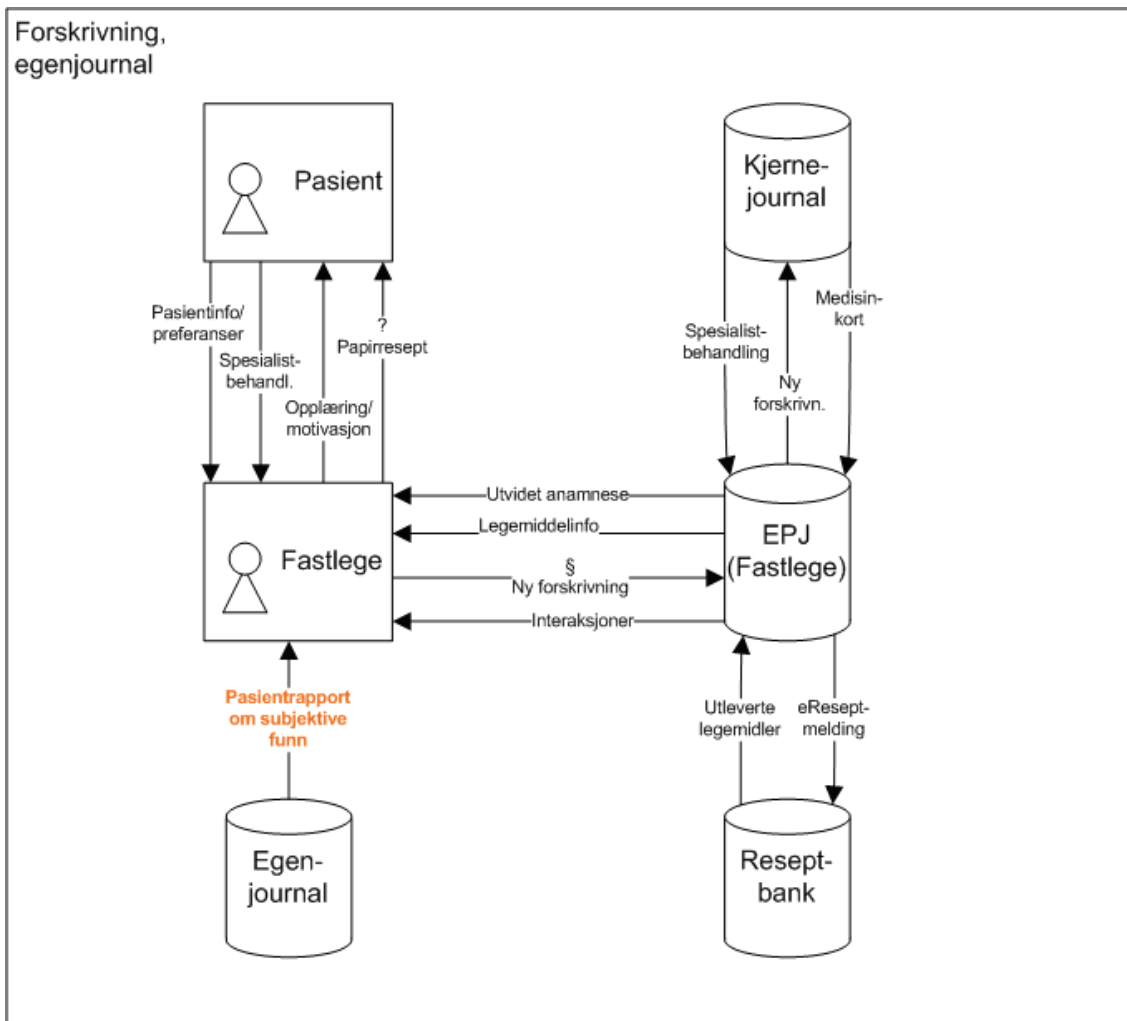 Forskrivning,
egenjournal
Pasient
Kjerne-
journal
Pasientinfo/
preferanser
Spesialist-
behandl.
Opplæring/
motivasjon
?
Papirresept
Spesialist-
behandling
Ny
forskrivn.
Medisin-
kort
Fastlege
Utvidet anamnese
Legemiddelinfo
§
Ny forskrivning
Interaksjoner
EPJ
(Fastlege)
Pasientrapport
om subjektive
funn
Utleverte
legemidler
eResept-
melding
Egen-
journal
Resept-
bank